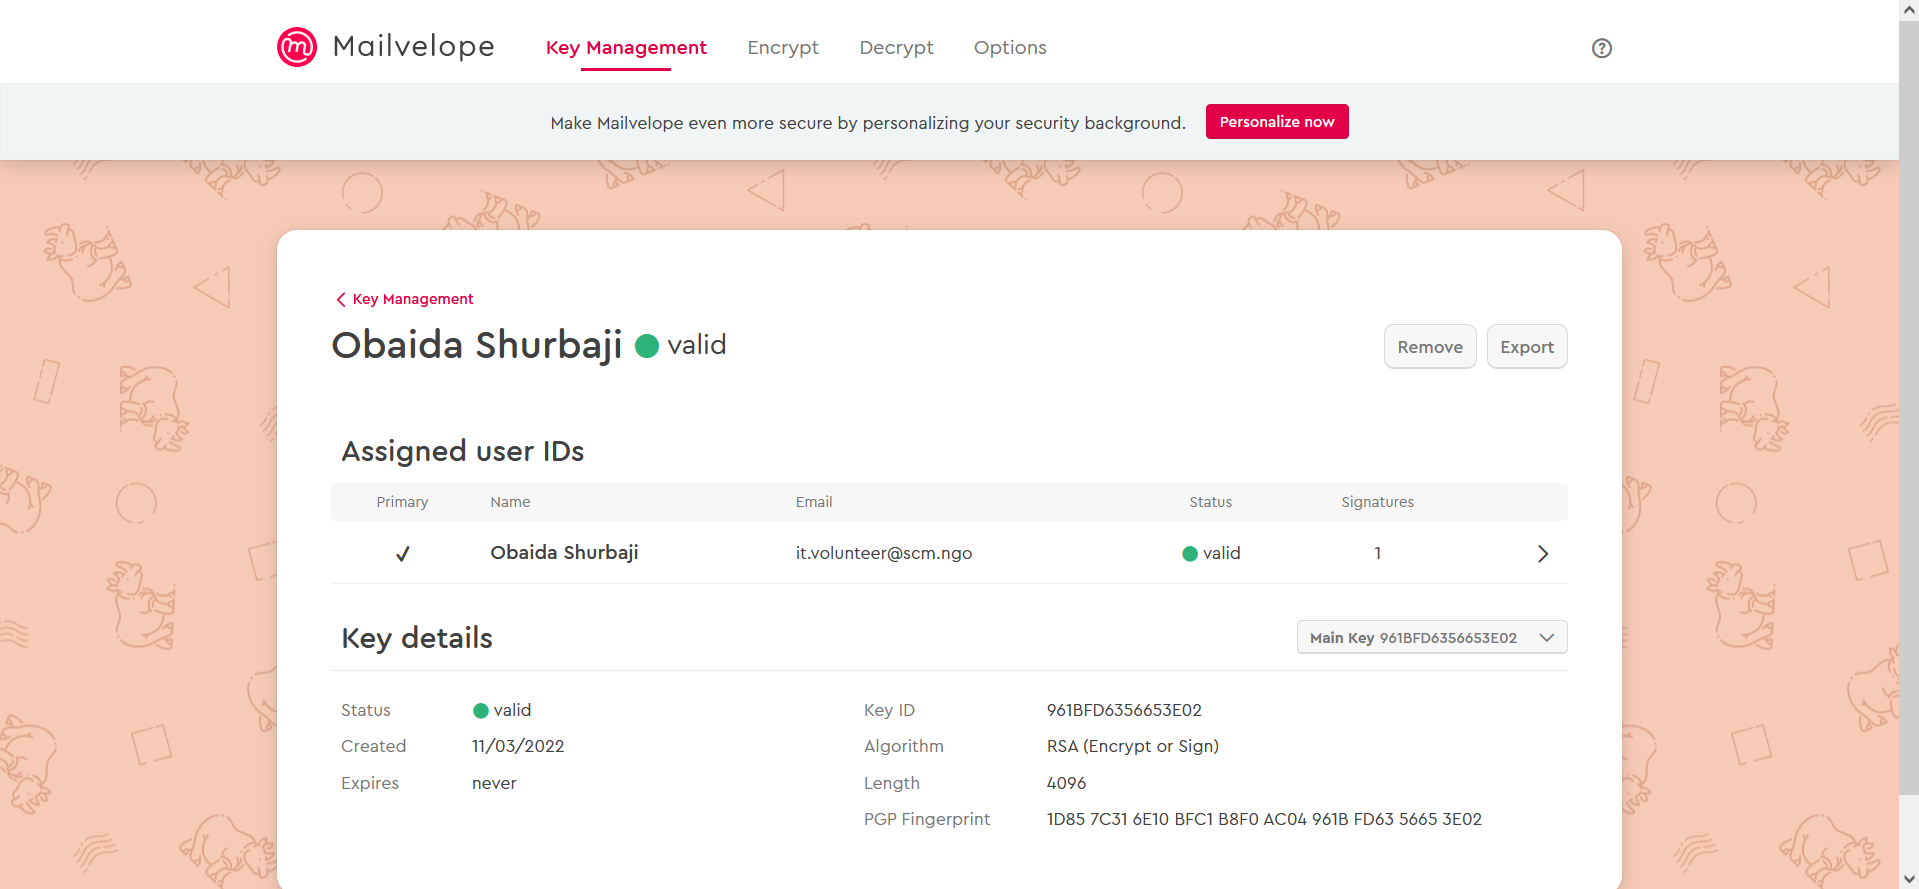 Mailvelope Key Management Encrypt Decrypt Options
Make Mailvelope even more secure by personalizing your security background. Personalize now
Key Management
Obaida Shurbaji valid Remove Export
Assigned user IDs
Primary Name Email Status Signatures
Obaida Shurbaji it.volunteer@scm.ngo valid 1
Key details Main Key 961BFD6356653E02
Status valid Key ID 961BFD6356653E02
Created 11/03/2022 Algorithm RSA (Encrypt or Sign)
Expires never Length 4096
PGP Fingerprint 1D85 7C31 6E10 BFC1 B8F0 AC04 961B FD63 5665 3E02